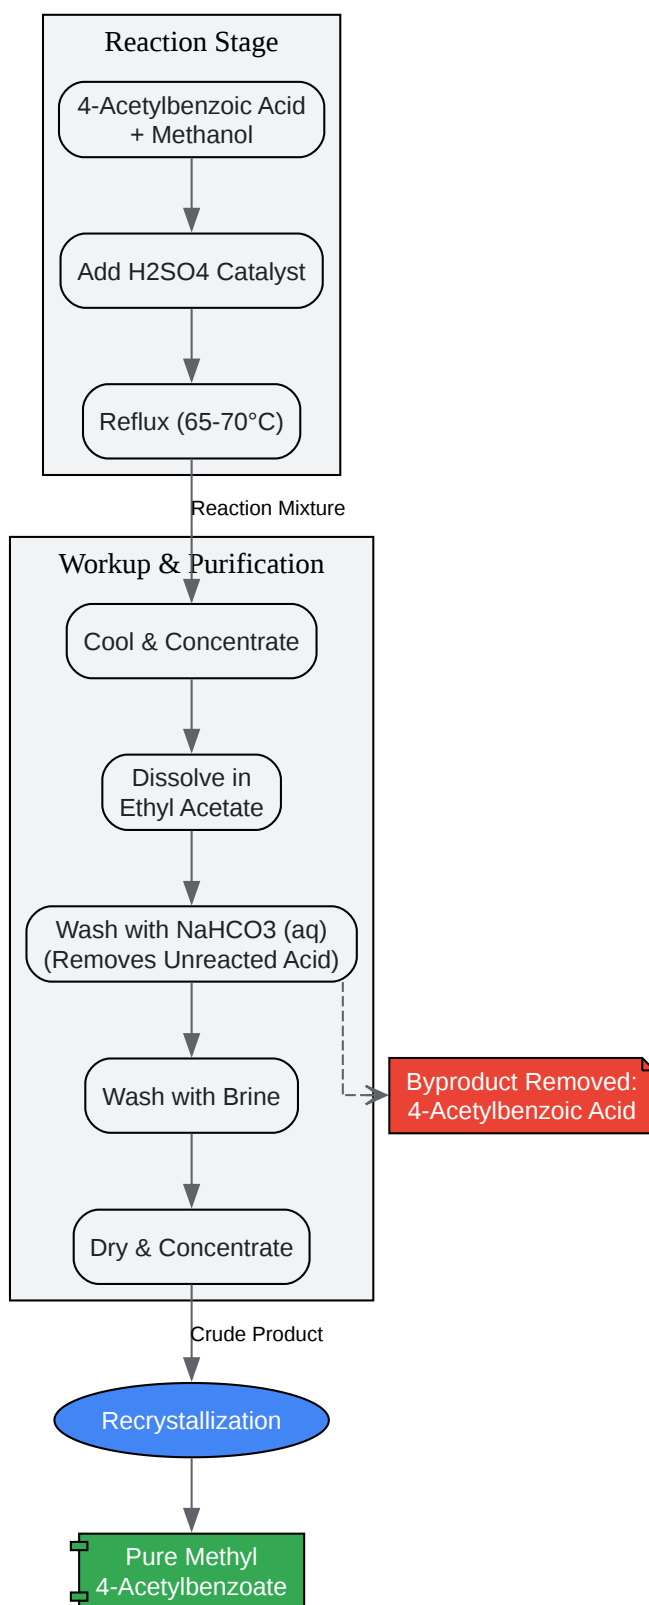 Reaction Stage
4-Acetylbenzoic Acid
+ Methanol
Add H2SO4 Catalyst
Reflux (65-70°C)
Reaction Mixture
Workup & Purification
Cool & Concentrate
Dissolve in
Ethyl Acetate
Wash with NaHCO3 (aq)
(Removes Unreacted Acid)
Wash with Brine
Byproduct Removed:
4-Acetylbenzoic Acid
Dry & Concentrate
Crude Product
Recrystallization
Pure Methyl
4-Acetylbenzoate